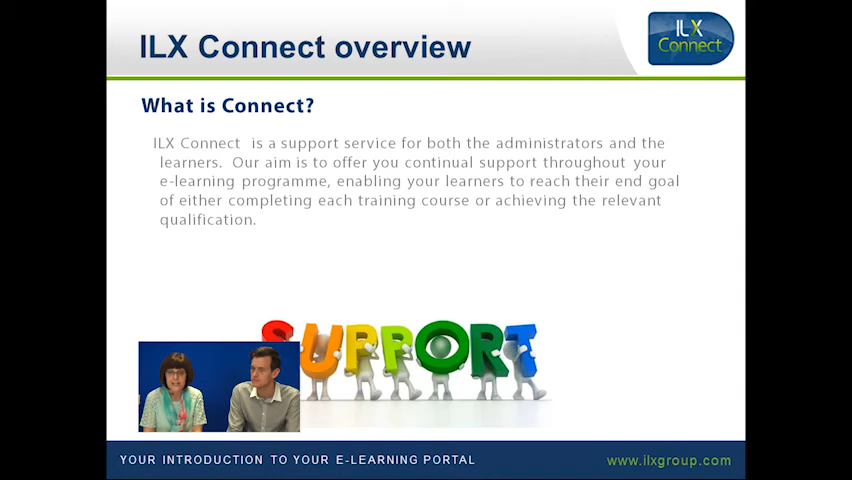 ILX Connect overview
ILX
Connect
What is Connect?
ILX Connect is a support service for both the administrators and the
learners. Our aim is to offer you continual support throughout your
e-learning programme, enabling your learners to reach their end goal
of either completing each training course or achieving the relevant
qualification.
SUPPORT
YOUR INTRODUCTION TO YOUR E-LEARNING PORTAL
www.ilxgroup.com